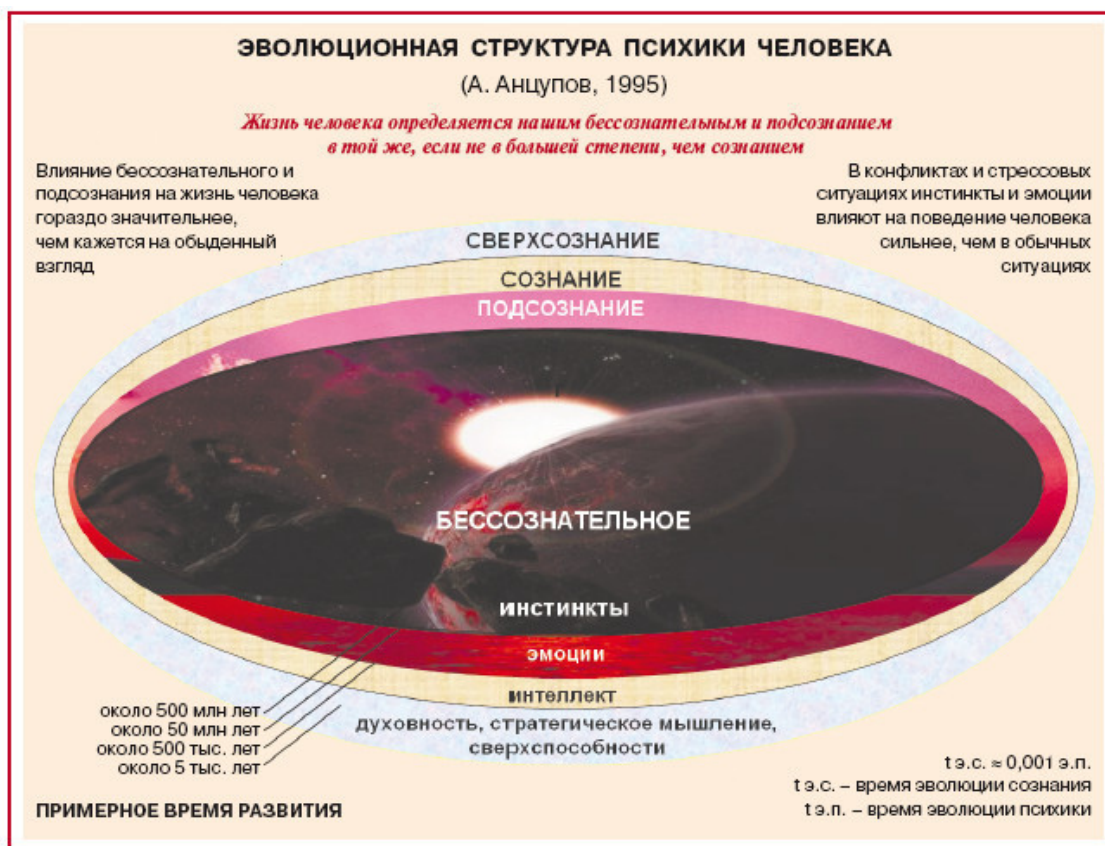 ЭВОЛЮЦИОННАЯ СТРУКТУРА ПСИХИКИ ЧЕЛОВЕКА
(А. Анцупов, 1995)
Жизнь человека определяется нашим бессознательным и подсознанием
в той же, если не в большей степени, чем сознанием
Влияние бессознательного и
подсознания на жизнь человека
гораздо значительнее,
чем кажется на обыденный
взгляд
В конфликтах и стрессовых
ситуациях инстинкты и эмоции
влияют на поведение человека
сильнее, чем в обычных
ситуациях
СВЕРХСОЗНАНИЕ
СОЗНАНИЕ
ПОДСОЗНАНИЕ
БЕССОЗНАТЕЛЬНОЕ
ИНСТИНКТЫ
ЭМОЦИИ
ИНТЕЛЛЕКТ
духовность, стратегическое мышление,
сверхспособности
около 500 млн лет
около 50 млн лет
около 500 тыс. лет
около 5 тыс. лет
ПРИМЕРНОЕ ВРЕМЯ РАЗВИТИЯ
t э.с. ≈ 0,001 э.п.
t э.с. – время эволюции сознания
t э.п. – время эволюции психики